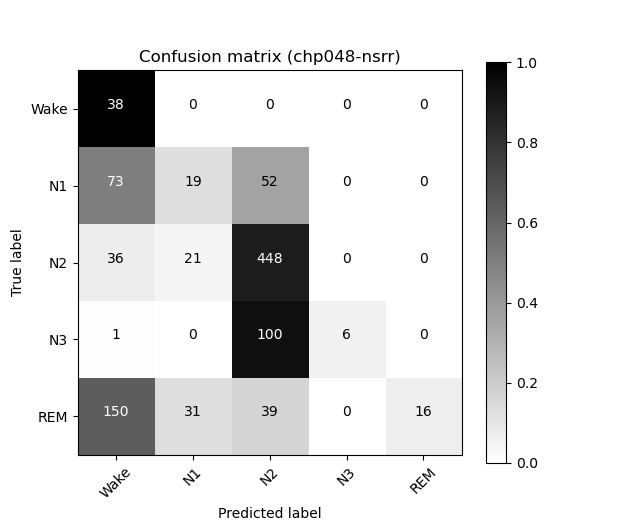 Confusion matrix (chp048-nsrr)
True label
Wake 38 0 0 0 0
N1 73 19 52 0 0
N2 36 21 448 0 0
N3 1 0 100 6 0
REM 150 31 39 0 16
Wake N1 N2 N3 REM
Predicted label
1.0
0.8
0.6
0.4
0.2
0.0